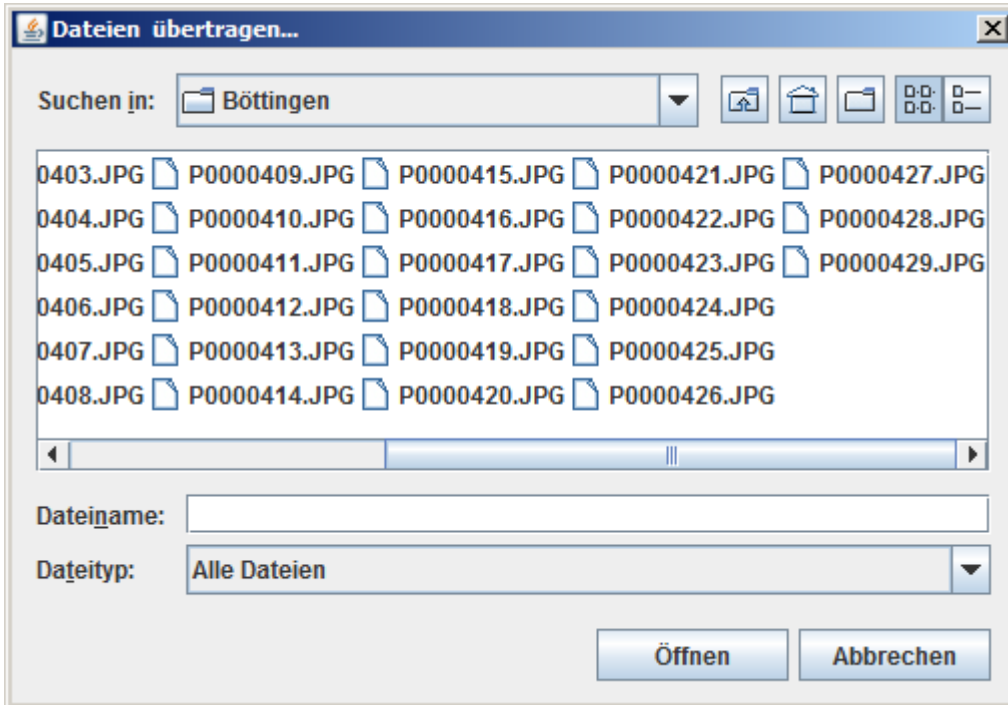 Dateien übertragen...
Suchen in: Böttingen
0403.JPG P0000409.JPG P0000415.JPG P0000421.JPG P0000427.JPG
0404.JPG P0000410.JPG P0000416.JPG P0000422.JPG P0000428.JPG
0405.JPG P0000411.JPG P0000417.JPG P0000423.JPG P0000429.JPG
0406.JPG P0000412.JPG P0000418.JPG P0000424.JPG
0407.JPG P0000413.JPG P0000419.JPG P0000425.JPG
0408.JPG P0000414.JPG P0000420.JPG P0000426.JPG
Dateiname:
Dateityp: Alle Dateien
Öffnen Abbrechen